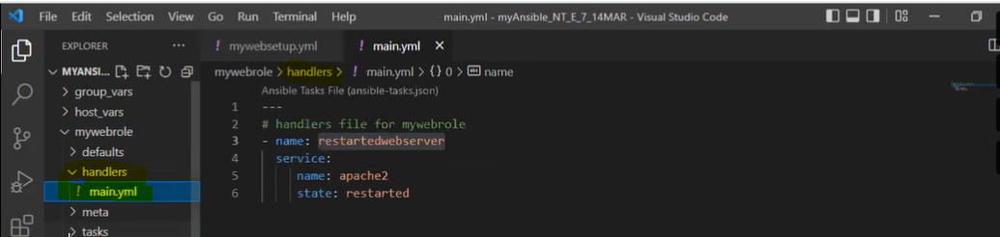 File Edit Selection View Go Run Terminal Help main.yml - myAnsible_NT_E_7_14MAR - Visual Studio Code
EXPLORER
MYANSI...
group_vars
host_vars
mywebrole
defaults
handlers
! main.yml
meta
tasks
! mywebsetup.yml ! main.yml
mywebrole > handlers > ! main.yml > {} 0 > abc name
Ansible Tasks File (ansible-tasks.json)
1 ---
2 # handlers file for mywebrole
3 - name: restartedwebserver
4 service:
5 name: apache2
6 state: restarted